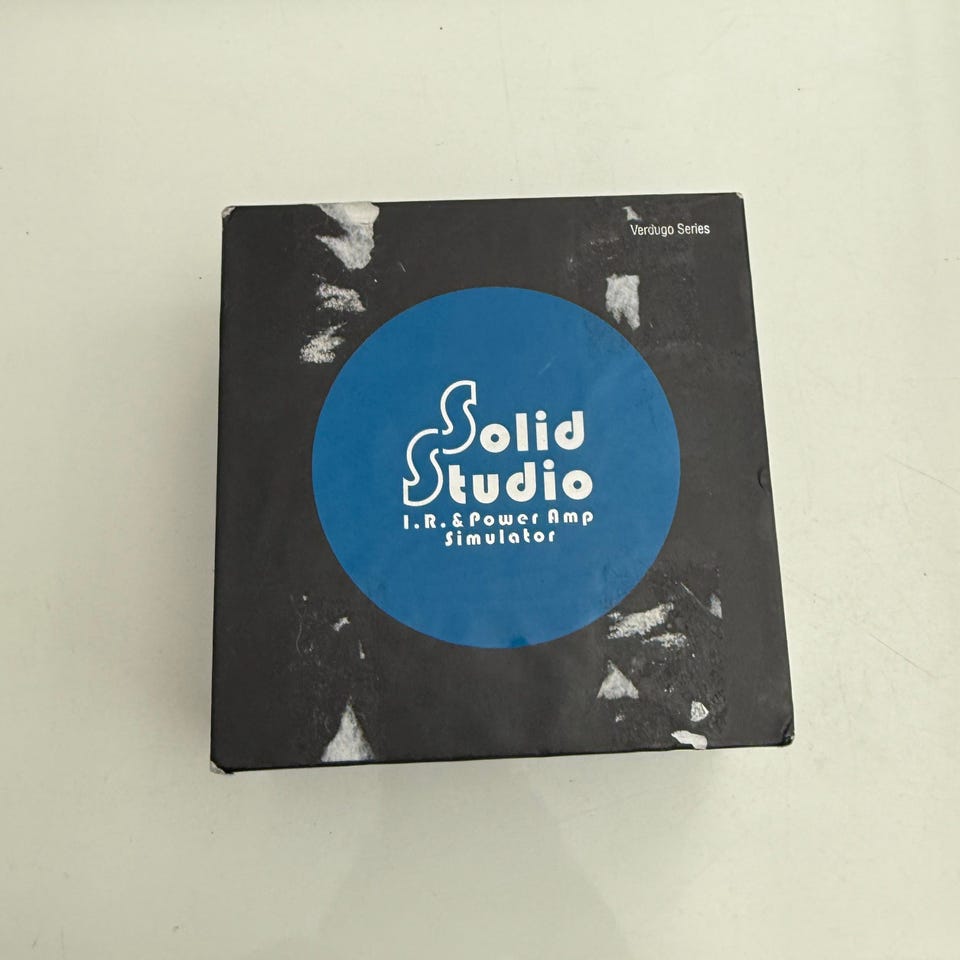 Verdugo Series
Solid
Studio
I.R. & Power Amp
Simulator